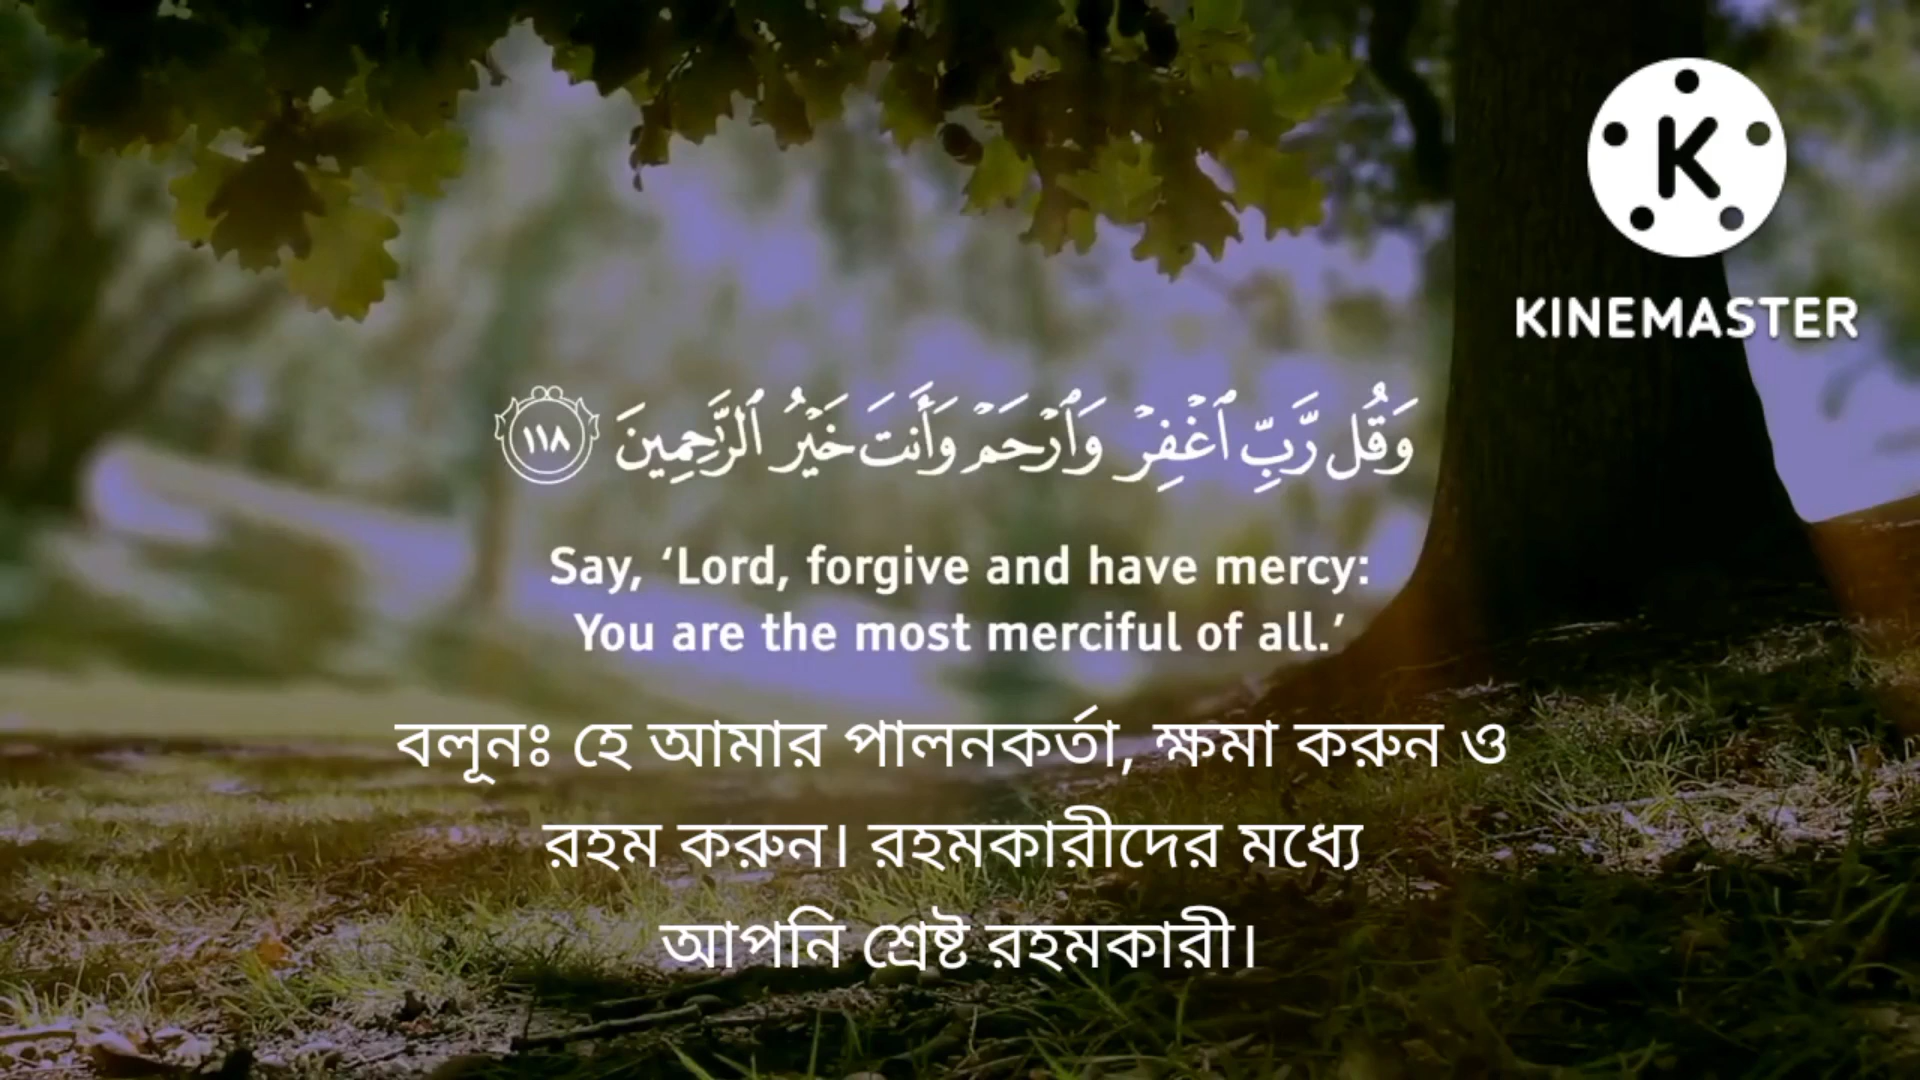 KINEMASTER
وَقُل رَّبِّ ٱغۡفِرۡ وَٱرۡحَمۡ وَأَنتَ خَيۡرُ ٱلرَّٰحِمِينَ ١١٨
Say, ‘Lord, forgive and have mercy:
You are the most merciful of all.’
বলূনঃ হে আমার পালনকর্তা, ক্ষমা করুন ও
রহম করুন। রহমকারীদের মধ্যে
আপনি শ্রেষ্ট রহমকারী।